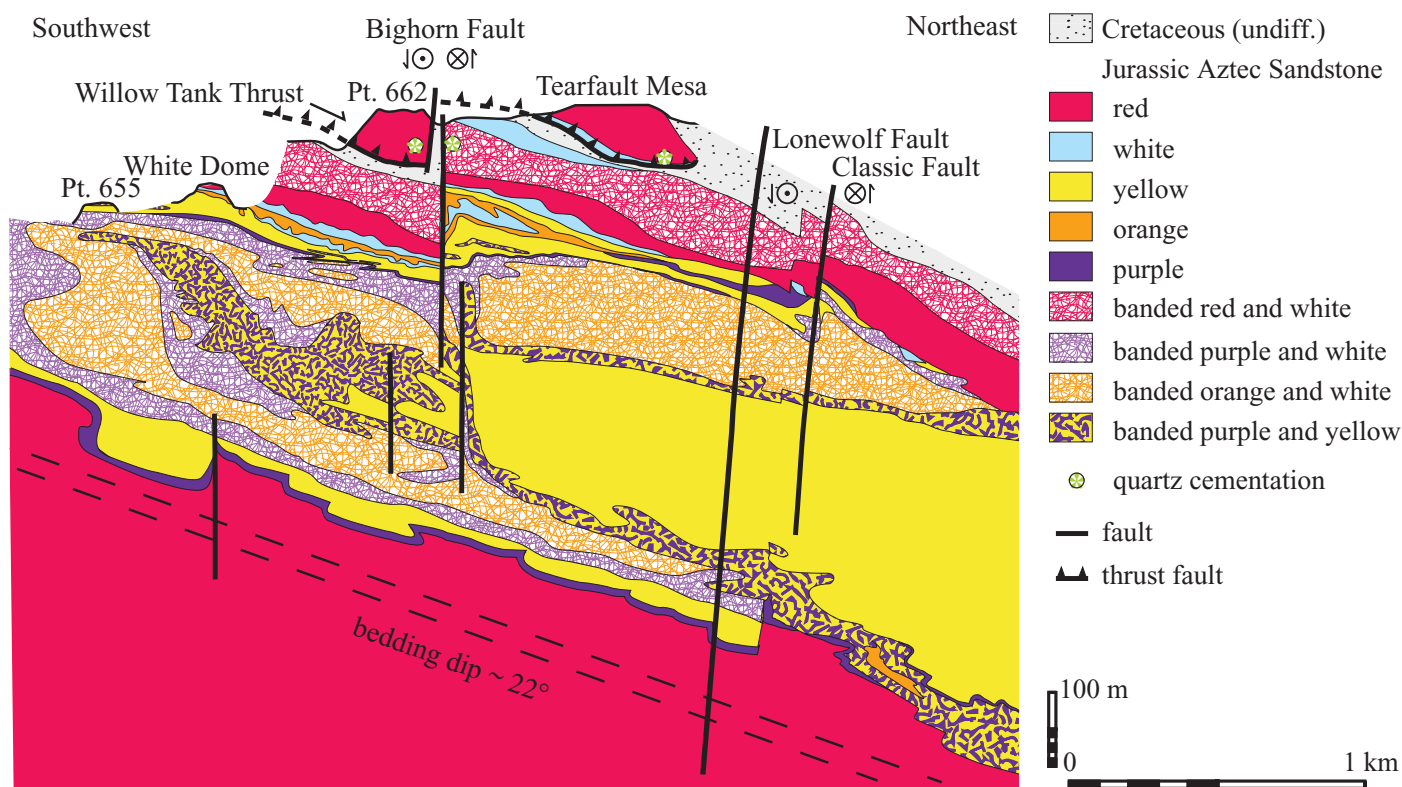 Southwest
Bighorn Fault
Northeast
Willow Tank Thrust
Pt. 662
Tearfault Mesa
Lonewolf Fault
Classic Fault
White Dome
Pt. 655
bedding dip ~ 22°
Cretaceous (undiff.)
Jurassic Aztec Sandstone
red
white
yellow
orange
purple
banded red and white
banded purple and white
banded orange and white
banded purple and yellow
quartz cementation
fault
thrust fault
100 m
0
1 km